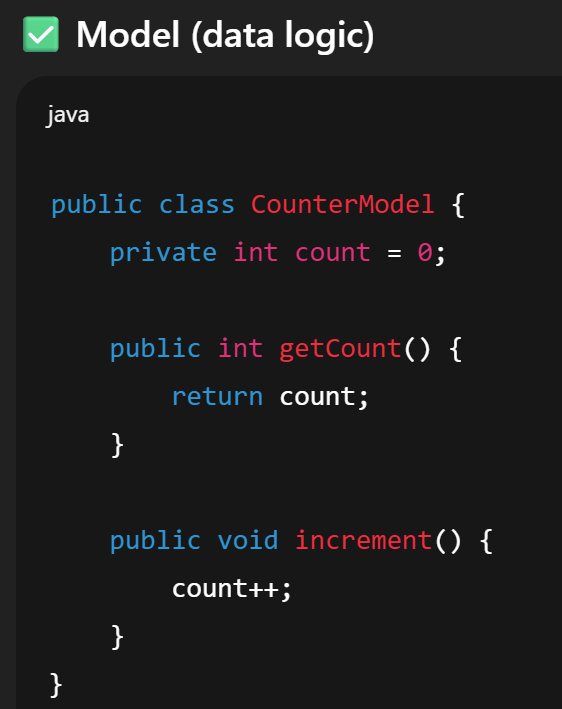 ✅ Model (data logic)
java
public class CounterModel {
    private int count = 0;
    public int getCount() {
        return count;
    }
    public void increment() {
        count++;
    }
}